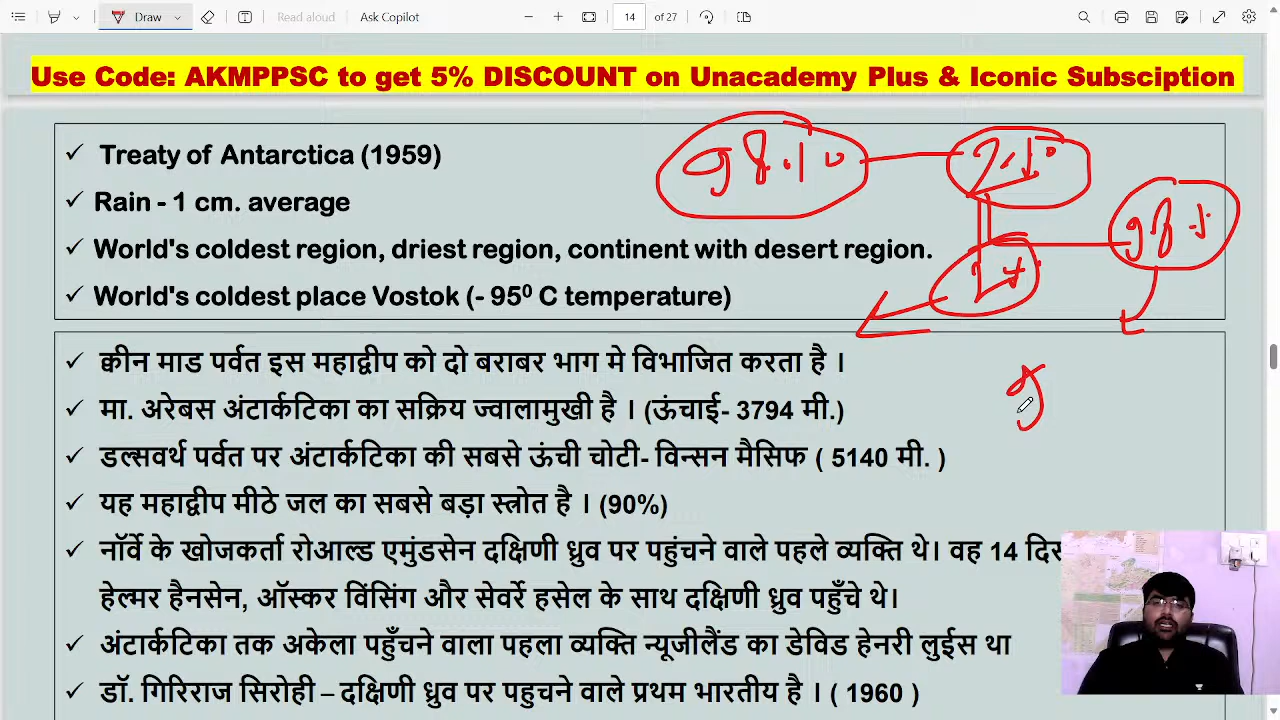 Draw
Read aloud
Ask Copilot
14 of 27
Use Code: AKMPPSC to get 5% DISCOUNT on Unacademy Plus & Iconic Subsciption
✓ Treaty of Antarctica (1959)
✓ Rain - 1 cm. average
✓ World's coldest region, driest region, continent with desert region.
✓ World's coldest place Vostok (- 95⁰ C temperature)
✓ क्वीन माड पर्वत इस महाद्वीप को दो बराबर भाग मे विभाजित करता है ।
✓ मा. अरेबस अंटार्कटिका का सक्रिय ज्वालामुखी है । (ऊंचाई- 3794 मी.)
✓ डल्सवर्थ पर्वत पर अंटार्कटिका की सबसे ऊंची चोटी- विन्सन मैसिफ ( 5140 मी. )
✓ यह महाद्वीप मीठे जल का सबसे बड़ा स्त्रोत है । (90%)
✓ नॉर्वे के खोजकर्ता रोआल्ड एमुंडसेन दक्षिणी ध्रुव पर पहुंचने वाले पहले व्यक्ति थे। वह 14
हेल्मर हैनसेन, ऑस्कर विंसिंग और सेवर्रे हसेल के साथ दक्षिणी ध्रुव पहुँचे थे।
✓ अंटार्कटिका तक अकेला पहुँचने वाला पहला व्यक्ति न्यूजीलैंड का डेविड हेनरी लुईस था
✓ डॉ. गिरिराज सिरोही – दक्षिणी ध्रुव पर पहुचने वाले प्रथम भारतीय है । ( 1960 )